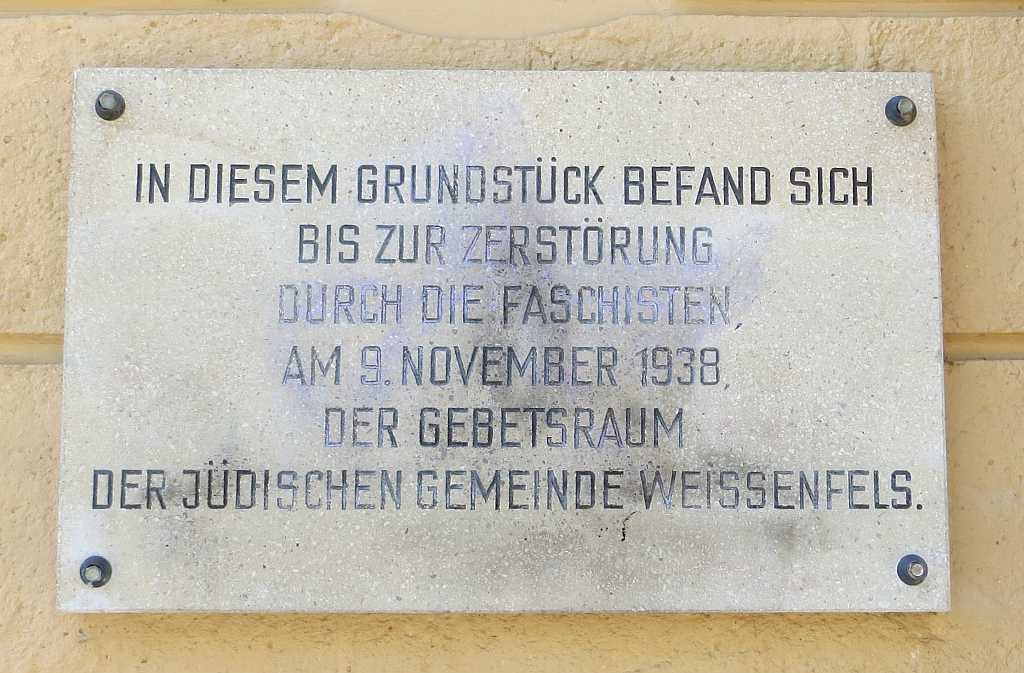 IN DIESEM GRUNDSTÜCK BEFAND SICH
BIS ZUR ZERSTÖRUNG
DURCH DIE FASCHISTEN
AM 9. NOVEMBER 1938,
DER GEBETSRAUM
DER JÜDISCHEN GEMEINDE WEISSENFELS.